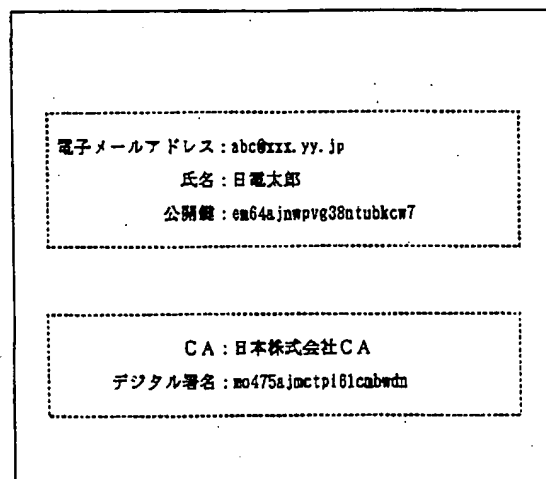 電子メールアドレス：abc@xxx.yy.jp
氏名：日電太郎
公開鍵：em64ajnwpvg38ntubkcw7
ＣＡ：日本株式会社ＣＡ
デジタル署名：mo475ajmctpi61cmbwdn